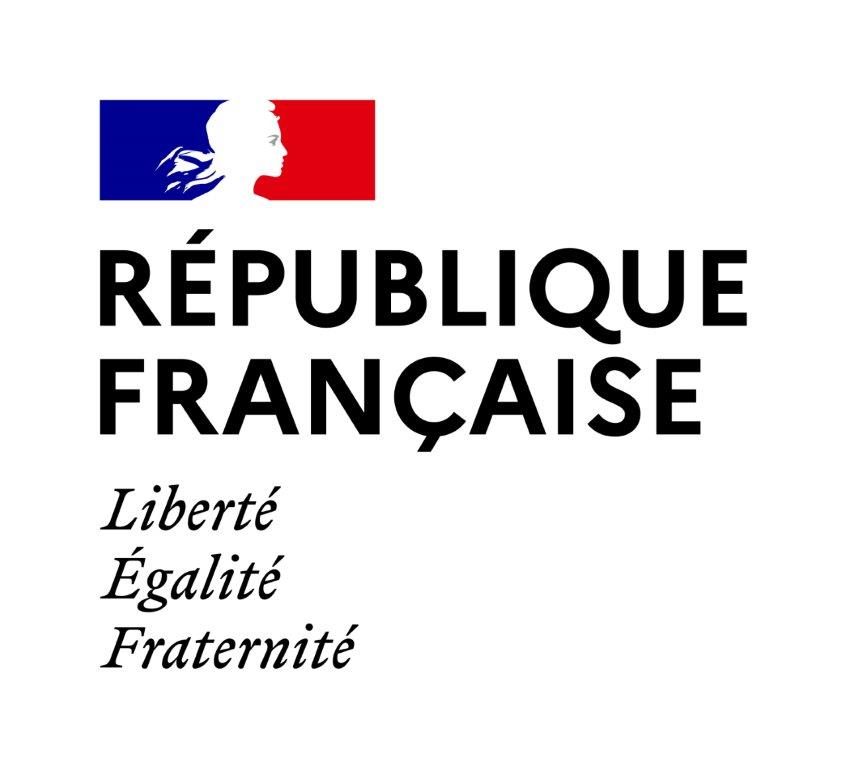 RÉPUBLIQUE
FRANÇAISE
Liberté
Égalité
Fraternité